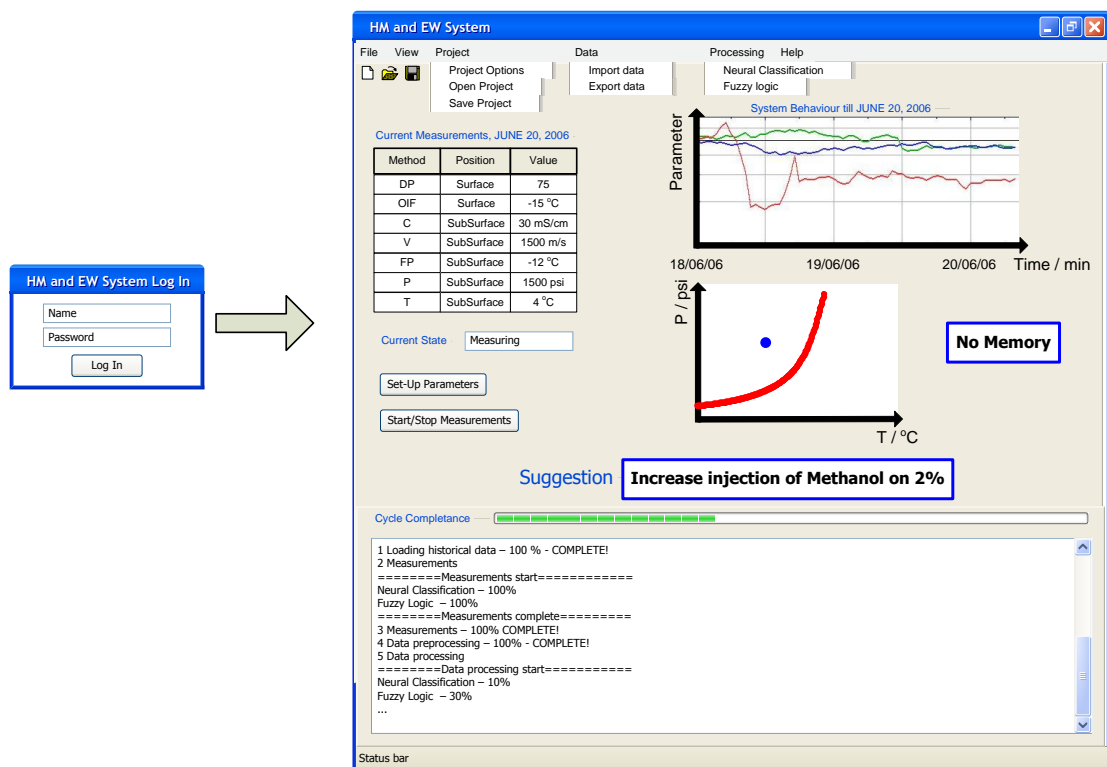 HM and EW System Log In
Name
Password
Log In
HM and EW System
File View Project Data Processing Help
Project Options Import data Neural Classification
Open Project Export data Fuzzy logic
Save Project
Current Measurements, JUNE 20, 2006
Method Position Value
DP Surface 75
OIF Surface -15 °C
C SubSurface 30 mS/cm
V SubSurface 1500 m/s
FP SubSurface -12 °C
P SubSurface 1500 psi
T SubSurface 4 °C
Current State Measuring
Set-Up Parameters
Start/Stop Measurements
System Behaviour till JUNE 20, 2006
Parameter
18/06/06 19/06/06 20/06/06 Time / min
P / psi
T / °C
No Memory
Suggestion Increase injection of Methanol on 2%
Cycle Completance
1 Loading historical data – 100 % - COMPLETE!
2 Measurements
========Measurements start============
Neural Classification – 100%
Fuzzy Logic – 100%
========Measurements complete=========
3 Measurements – 100% COMPLETE!
4 Data preprocessing – 100% - COMPLETE!
5 Data processing
========Data processing start===========
Neural Classification – 10%
Fuzzy Logic – 30%
...
Status bar